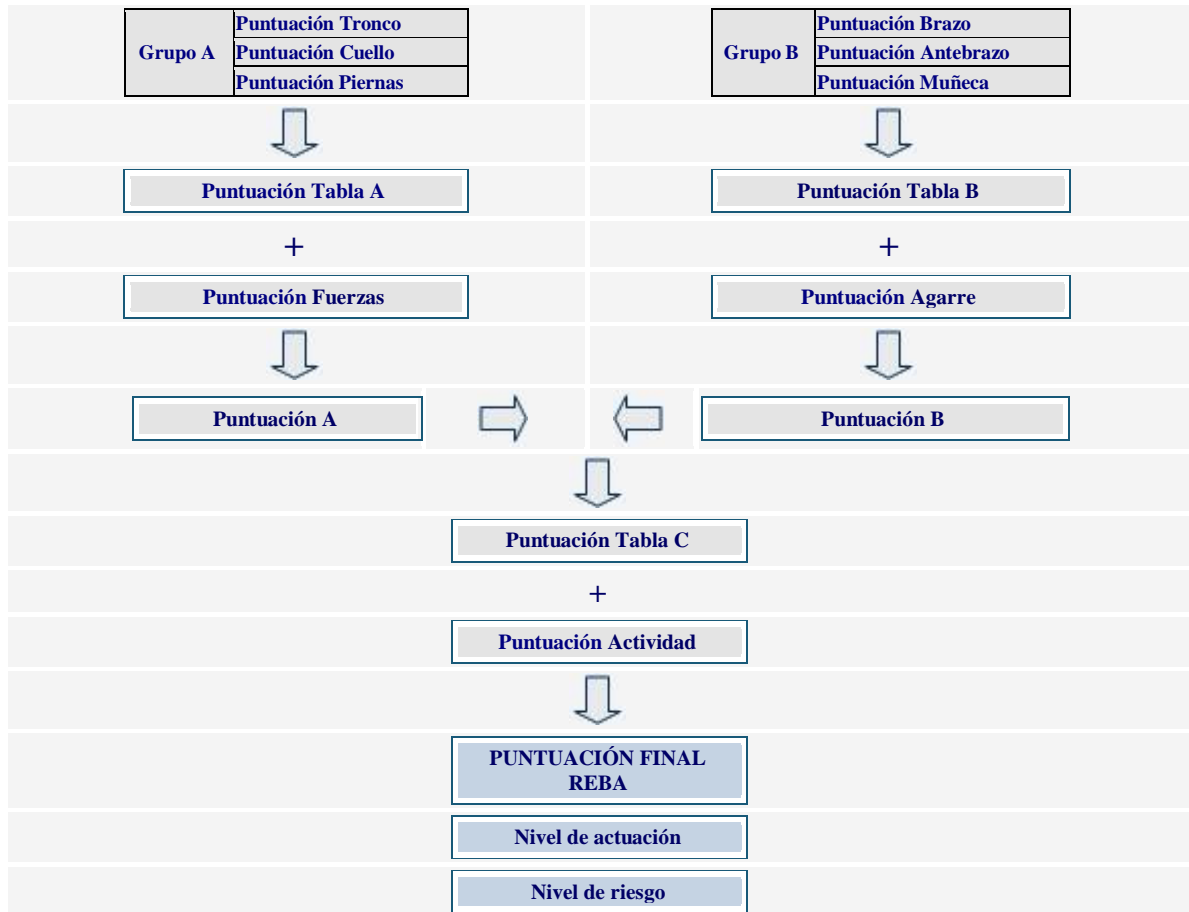 Grupo A
Puntuación Tronco
Puntuación Cuello
Puntuación Piernas
Grupo B
Puntuación Brazo
Puntuación Antebrazo
Puntuación Muñeca
Puntuación Tabla A
Puntuación Tabla B
+
+
Puntuación Fuerzas
Puntuación Agarre
Puntuación A
Puntuación B
Puntuación Tabla C
+
Puntuación Actividad
PUNTUACIÓN FINAL
REBA
Nivel de actuación
Nivel de riesgo